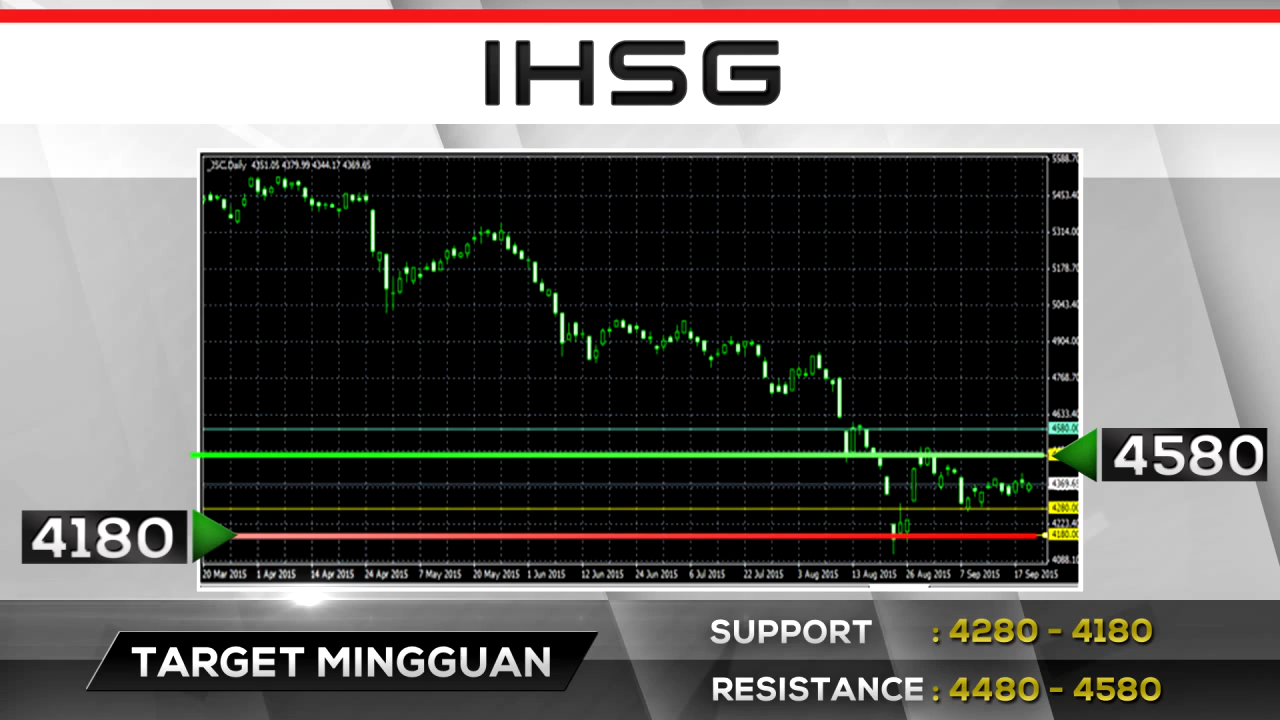 IHSG
_JSC.Daily 4351.05 4379.99 4344.17 4369.65
5588.70
5453.40
5314.00
5178.70
5043.40
4904.00
4768.70
4633.40
4580.00
4580
4369.65
4280.00
4223.40
4180.00
4180
4088.10
20 Mar 2015 1 Apr 2015 14 Apr 2015 24 Apr 2015 7 May 2015 20 May 2015 1 Jun 2015 12 Jun 2015 24 Jun 2015 6 Jul 2015 22 Jul 2015 3 Aug 2015 13 Aug 2015 26 Aug 2015 7 Sep 2015 17 Sep 2015
TARGET MINGGUAN
SUPPORT : 4280 - 4180
RESISTANCE : 4480 - 4580